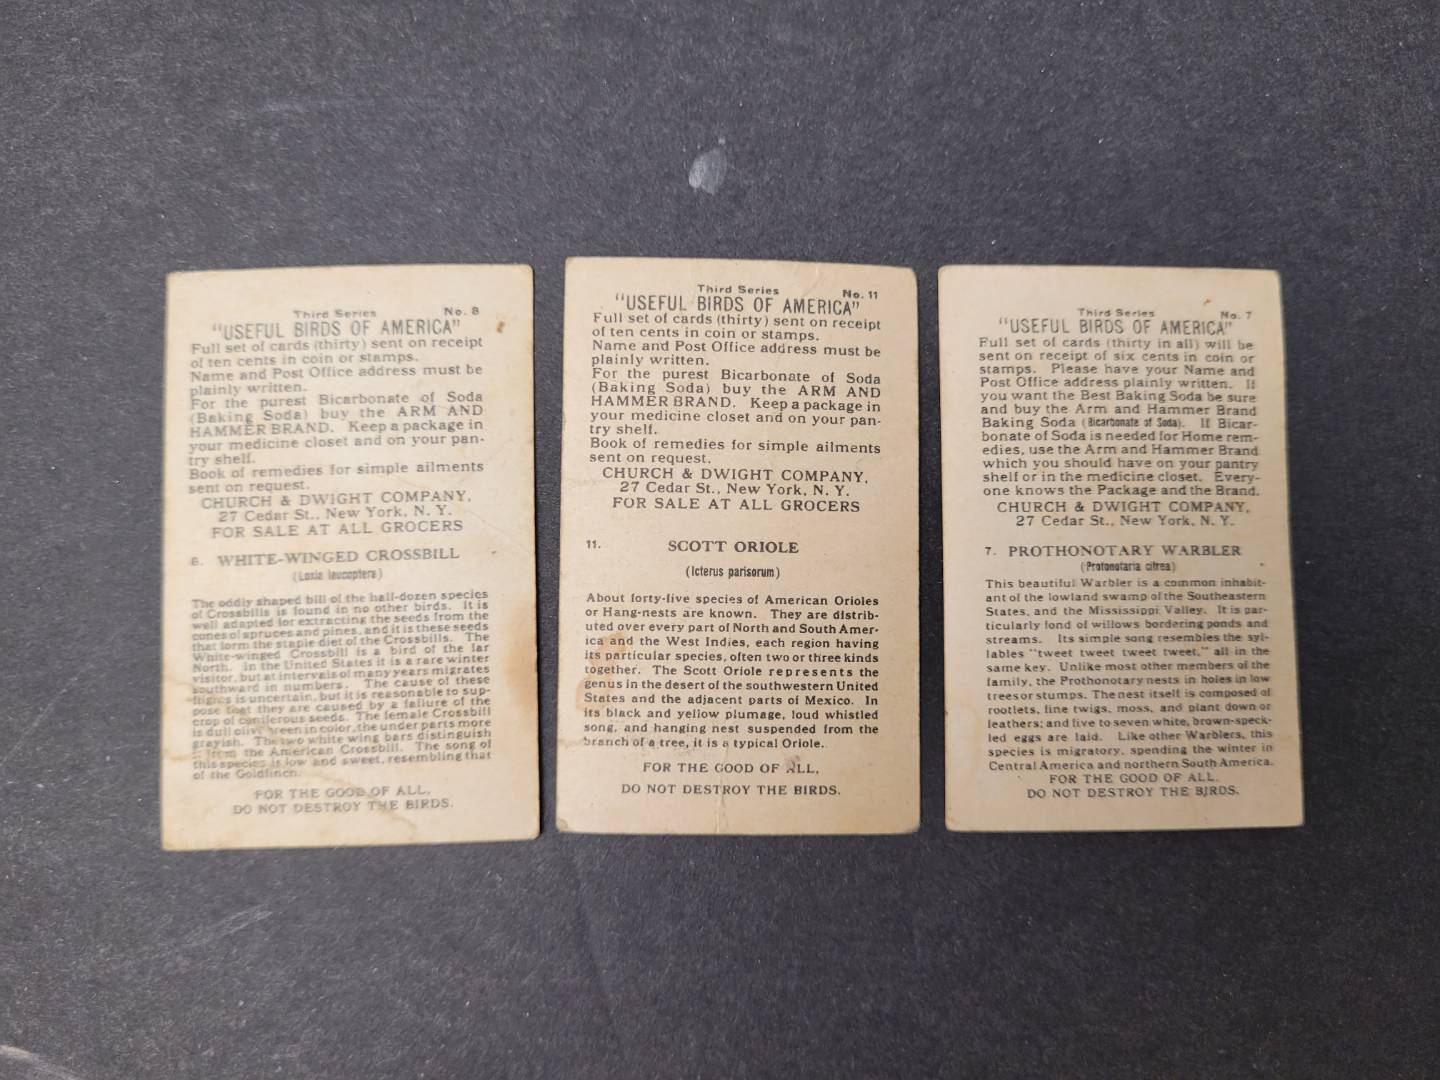 Third Series No. 8
"USEFUL BIRDS OF AMERICA"
Full set of cards (thirty) sent on receipt
of ten cents in coin or stamps.
Name and Post Office address must be
plainly written.
For the purest Bicarbonate of Soda
(Baking Soda) buy the ARM AND
HAMMER BRAND. Keep a package in
your medicine closet and on your pan-
try shelf.
Book of remedies for simple ailments
sent on request.
CHURCH & DWIGHT COMPANY,
27 Cedar St., New York, N. Y.
FOR SALE AT ALL GROCERS
8. WHITE-WINGED CROSSBILL
(Loxia leucoptera)
The oddly shaped bill of the half-dozen species
of Crossbills is found in no other birds. It is
well adapted for extracting the seeds from the
cones of spruces and pines, and it is these seeds
that form the staple diet of the Crossbills. The
White-winged Crossbill is a bird of the far
North. In the United States it is a rare winter
visitor, but at intervals of many years migrates
southward in numbers. The cause of these
flights is uncertain, but it is reasonable to sup-
pose that they are caused by a failure of the
crop of coniferous seeds. The female Crossbill
is dull olive green in color, the under parts more
grayish. The two white wing bars distinguish
it from the American Crossbill. The song of
this species is low and sweet, resembling that
of the Goldfinch.
FOR THE GOOD OF ALL,
DO NOT DESTROY THE BIRDS.
Third Series No. 11
"USEFUL BIRDS OF AMERICA"
Full set of cards (thirty) sent on receipt
of ten cents in coin or stamps.
Name and Post Office address must be
plainly written.
For the purest Bicarbonate of Soda
(Baking Soda) buy the ARM AND
HAMMER BRAND. Keep a package in
your medicine closet and on your pan-
try shelf.
Book of remedies for simple ailments
sent on request.
CHURCH & DWIGHT COMPANY,
27 Cedar St., New York, N. Y.
FOR SALE AT ALL GROCERS
11. SCOTT ORIOLE
(Icterus parisorum)
About forty-five species of American Orioles
or Hang-nests are known. They are distrib-
uted over every part of North and South Amer-
ica and the West Indies, each region having
its particular species, often two or three kinds
together. The Scott Oriole represents the
genus in the desert of the southwestern United
States and the adjacent parts of Mexico. In
its black and yellow plumage, loud whistled
song, and hanging nest suspended from the
branch of a tree, it is a typical Oriole.
FOR THE GOOD OF ALL,
DO NOT DESTROY THE BIRDS.
Third Series No. 7
"USEFUL BIRDS OF AMERICA"
Full set of cards (thirty in all) will be
sent on receipt of six cents in coin or
stamps. Please have your Name and
Post Office address plainly written. If
you want the Best Baking Soda be sure
and buy the Arm and Hammer Brand
Baking Soda (Bicarbonate of Soda). If Bicar-
bonate of Soda is needed for Home rem-
edies, use the Arm and Hammer Brand
which you should have on your pantry
shelf or in the medicine closet. Every-
one knows the Package and the Brand.
CHURCH & DWIGHT COMPANY,
27 Cedar St., New York, N. Y.
7. PROTHONOTARY WARBLER
(Protonotaria citrea)
This beautiful Warbler is a common inhabit-
ant of the lowland swamp of the Southeastern
States, and the Mississippi Valley. It is par-
ticularly fond of willows bordering ponds and
streams. Its simple song resembles the syl-
lables "tweet tweet tweet tweet," all in the
same key. Unlike most other members of the
family, the Prothonotary nests in holes in low
trees or stumps. The nest itself is composed of
rootlets, fine twigs, moss, and plant down or
feathers; and five to seven white, brown-speck-
led eggs are laid. Like other Warblers, this
species is migratory, spending the winter in
Central America and northern South America.
FOR THE GOOD OF ALL,
DO NOT DESTROY THE BIRDS.